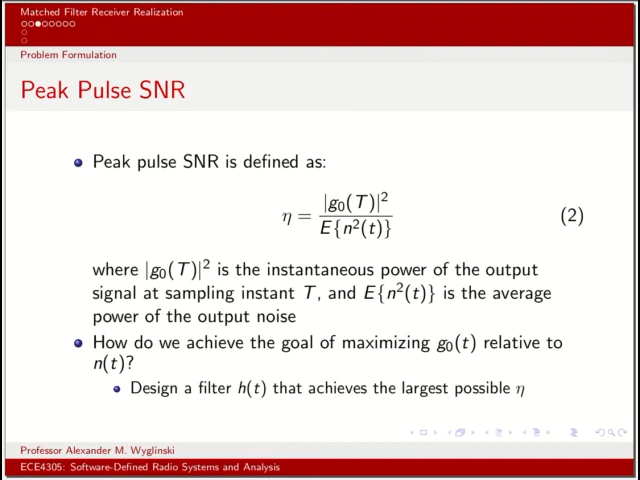 Matched Filter Receiver Realization
Problem Formulation
Peak Pulse SNR
Peak pulse SNR is defined as:
η = |g₀(T)|² / E{n²(t)} (2)
where |g₀(T)|² is the instantaneous power of the output
signal at sampling instant T, and E{n²(t)} is the average
power of the output noise
How do we achieve the goal of maximizing g₀(t) relative to
n(t)?
Design a filter h(t) that achieves the largest possible η
Professor Alexander M. Wyglinski
ECE4305: Software-Defined Radio Systems and Analysis